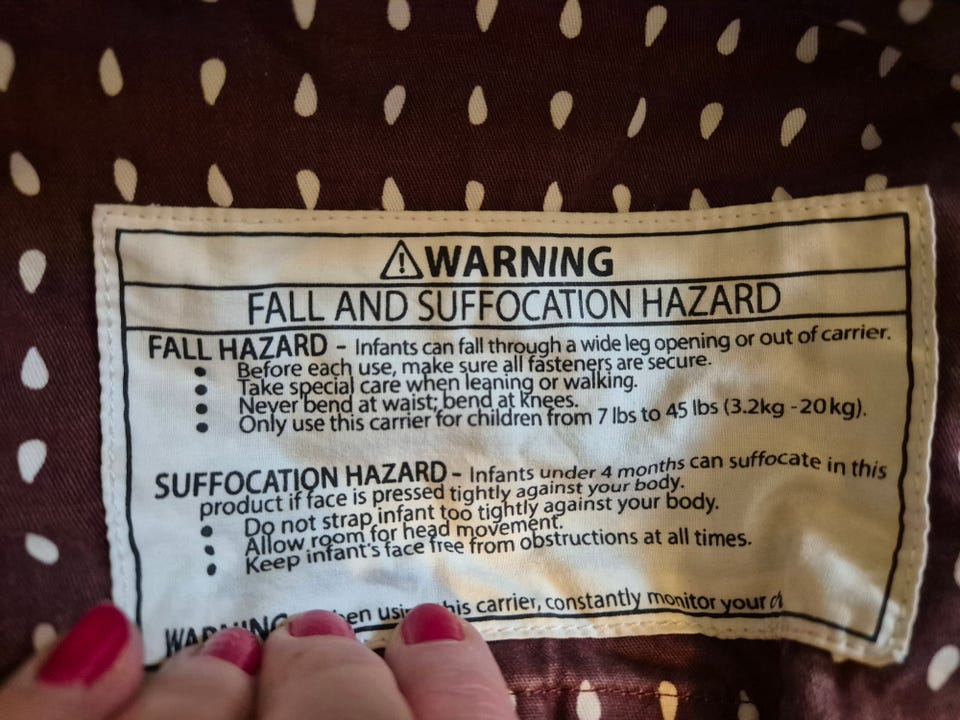 ⚠WARNING
FALL AND SUFFOCATION HAZARD
FALL HAZARD - Infants can fall through a wide leg opening or out of carrier.
• Before each use, make sure all fasteners are secure.
• Take special care when leaning or walking.
• Never bend at waist; bend at knees.
• Only use this carrier for children from 7 lbs to 45 lbs (3.2kg - 20kg).
SUFFOCATION HAZARD - Infants under 4 months can suffocate in this
product if face is pressed tightly against your body.
• Do not strap infant too tightly against your body.
• Allow room for head movement.
• Keep infant's face free from obstructions at all times.
WARNING this carrier, constantly monitor your